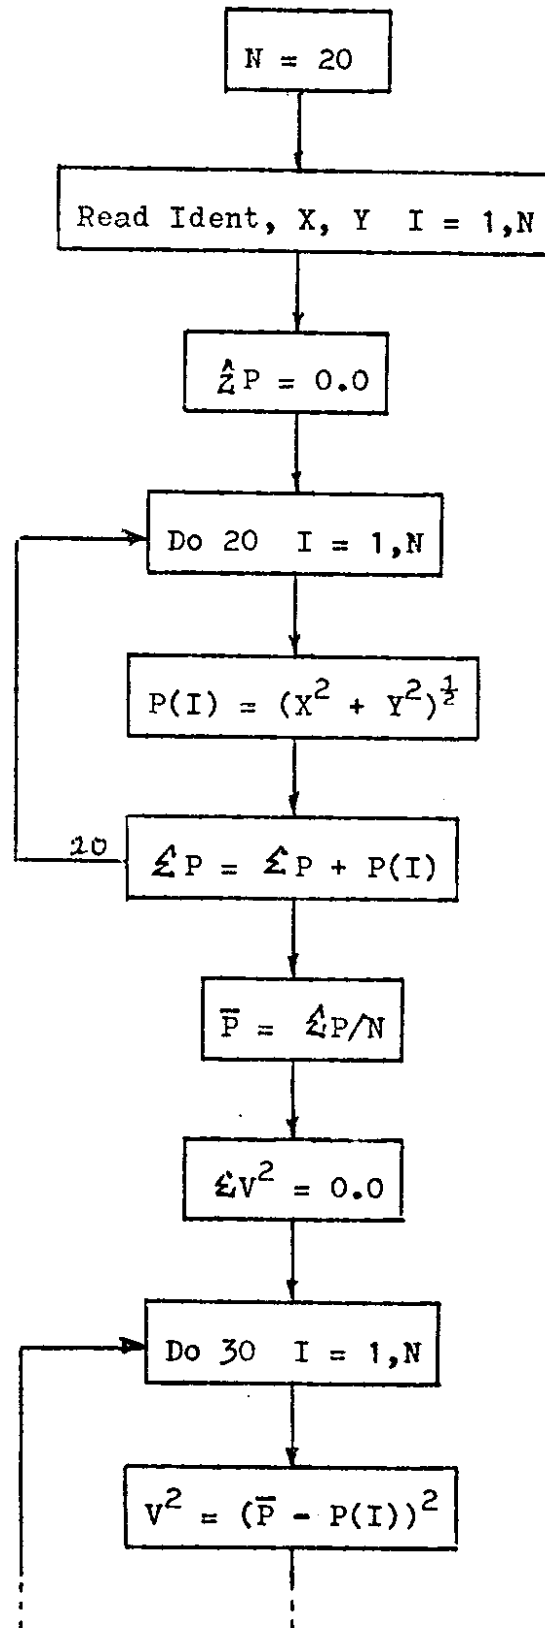 N = 20
Read Ident, X, Y I = 1,N
ΣP = 0.0
Do 20 I = 1,N
P(I) = (X² + Y²)^½
20
ΣP = ΣP + P(I)
P̅ = ΣP/N
ΣV² = 0.0
Do 30 I = 1,N
V² = (P̅ - P(I))²